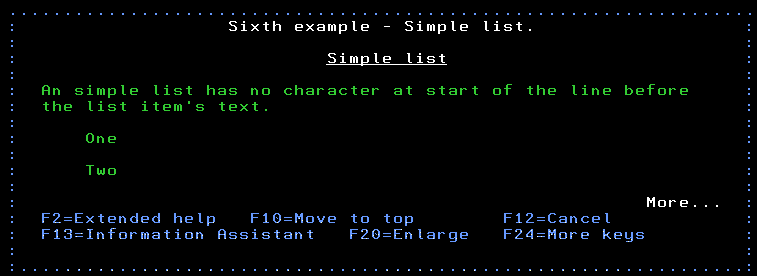 Sixth example - Simple list.
Simple list
An simple list has no character at start of the line before
the list item's text.
One
Two
More...
F2=Extended help F10=Move to top F12=Cancel
F13=Information Assistant F20=Enlarge F24=More keys